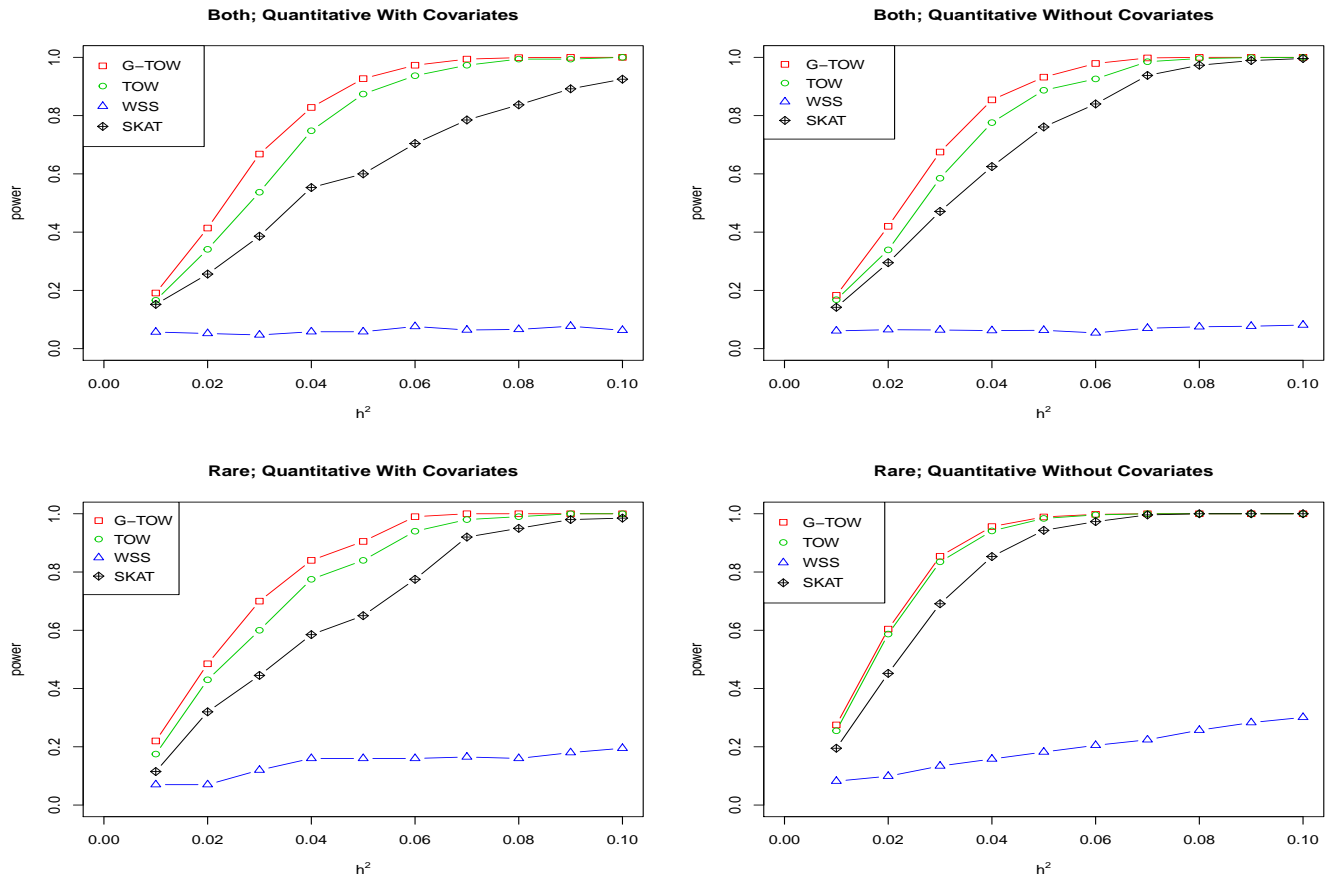 Both; Quantitative With Covariates
G−TOW
TOW
WSS
SKAT
power
0.0
0.2
0.4
0.6
0.8
1.0
0.00
0.02
0.04
0.06
0.08
0.10
h²
Both; Quantitative Without Covariates
G−TOW
TOW
WSS
SKAT
power
0.0
0.2
0.4
0.6
0.8
1.0
0.00
0.02
0.04
0.06
0.08
0.10
h²
Rare; Quantitative With Covariates
G−TOW
TOW
WSS
SKAT
power
0.0
0.2
0.4
0.6
0.8
1.0
0.00
0.02
0.04
0.06
0.08
0.10
h²
Rare; Quantitative Without Covariates
G−TOW
TOW
WSS
SKAT
power
0.0
0.2
0.4
0.6
0.8
1.0
0.00
0.02
0.04
0.06
0.08
0.10
h²